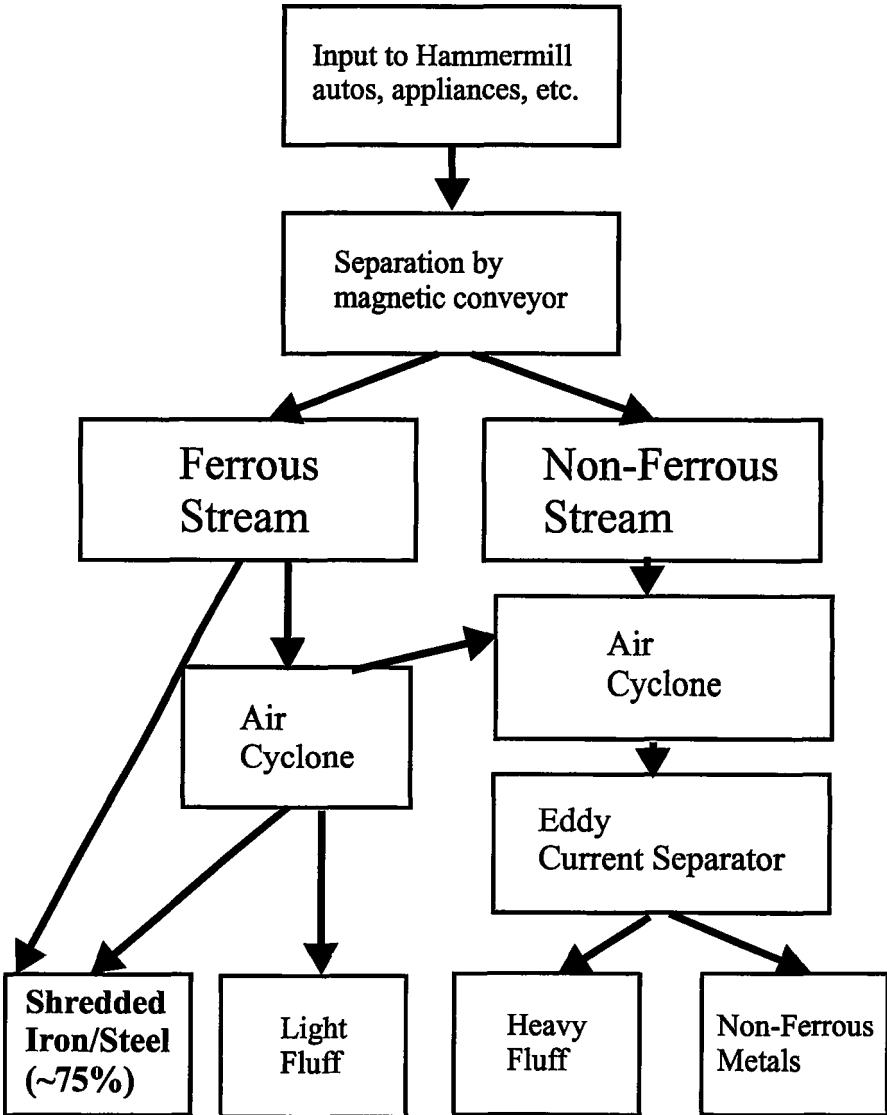 Input to Hammermill
autos, appliances, etc.
Separation by
magnetic conveyor
Ferrous
Stream
Non-Ferrous
Stream
Air
Cyclone
Air
Cyclone
Eddy
Current Separator
Shredded
Iron/Steel
(~75%)
Light
Fluff
Heavy
Fluff
Non-Ferrous
Metals